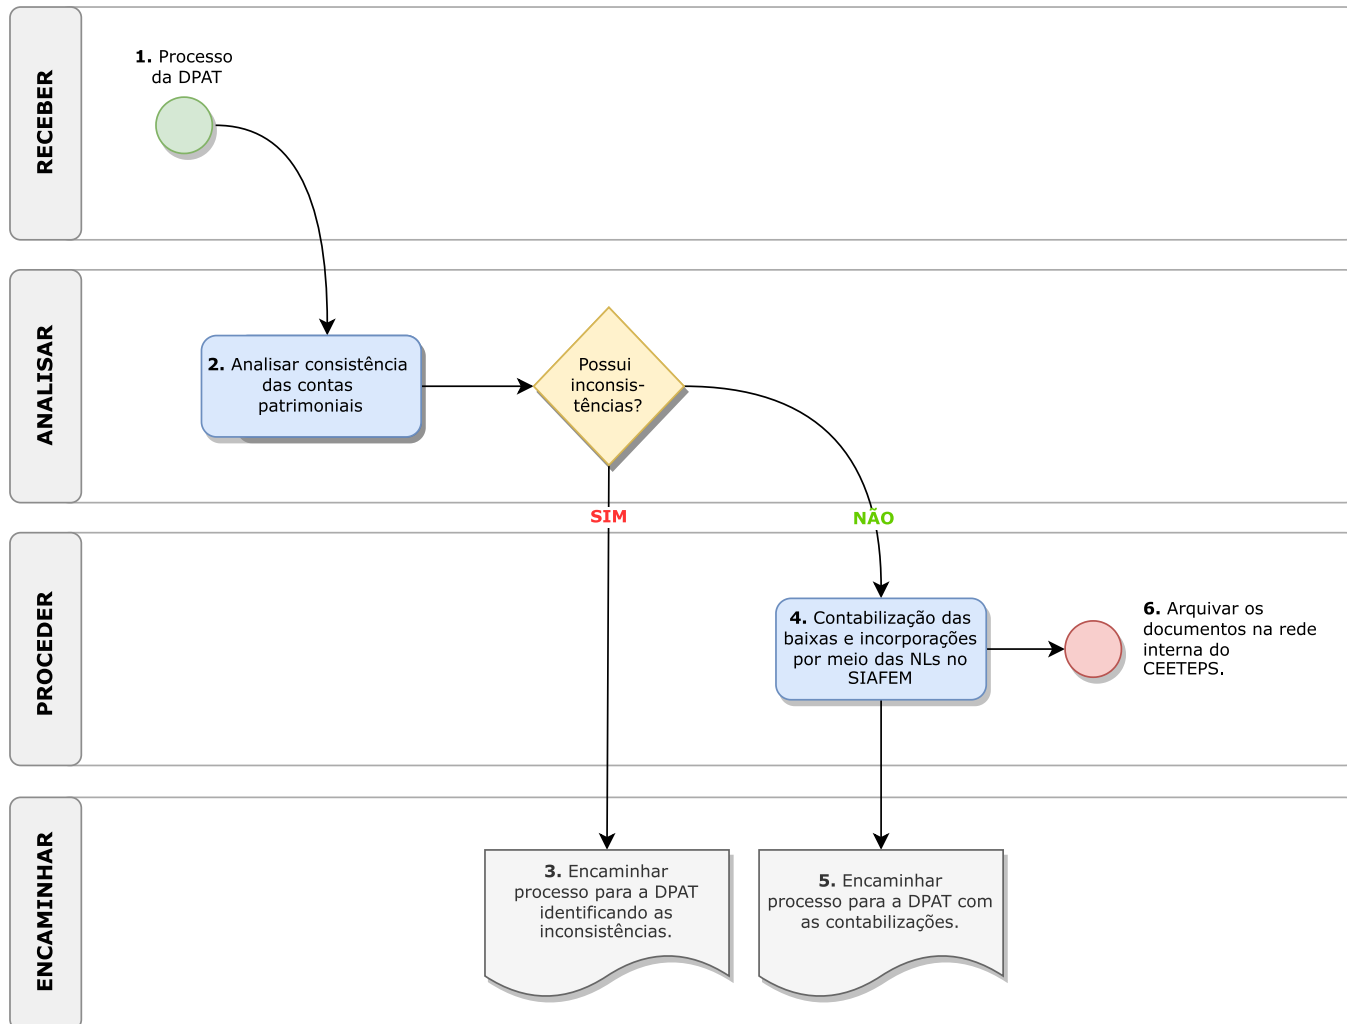 RECEBER
1. Processo
da DPAT
ANALISAR
2. Analisar consistência
das contas
patrimoniais
Possui
inconsis-
tências?
SIM
NÃO
PROCEDER
4. Contabilização das
baixas e incorporações
por meio das NLs no
SIAFEM
6. Arquivar os
documentos na rede
interna do
CEETEPS.
ENCAMINHAR
3. Encaminhar
processo para a DPAT
identificando as
inconsistências.
5. Encaminhar
processo para a DPAT com
as contabilizações.